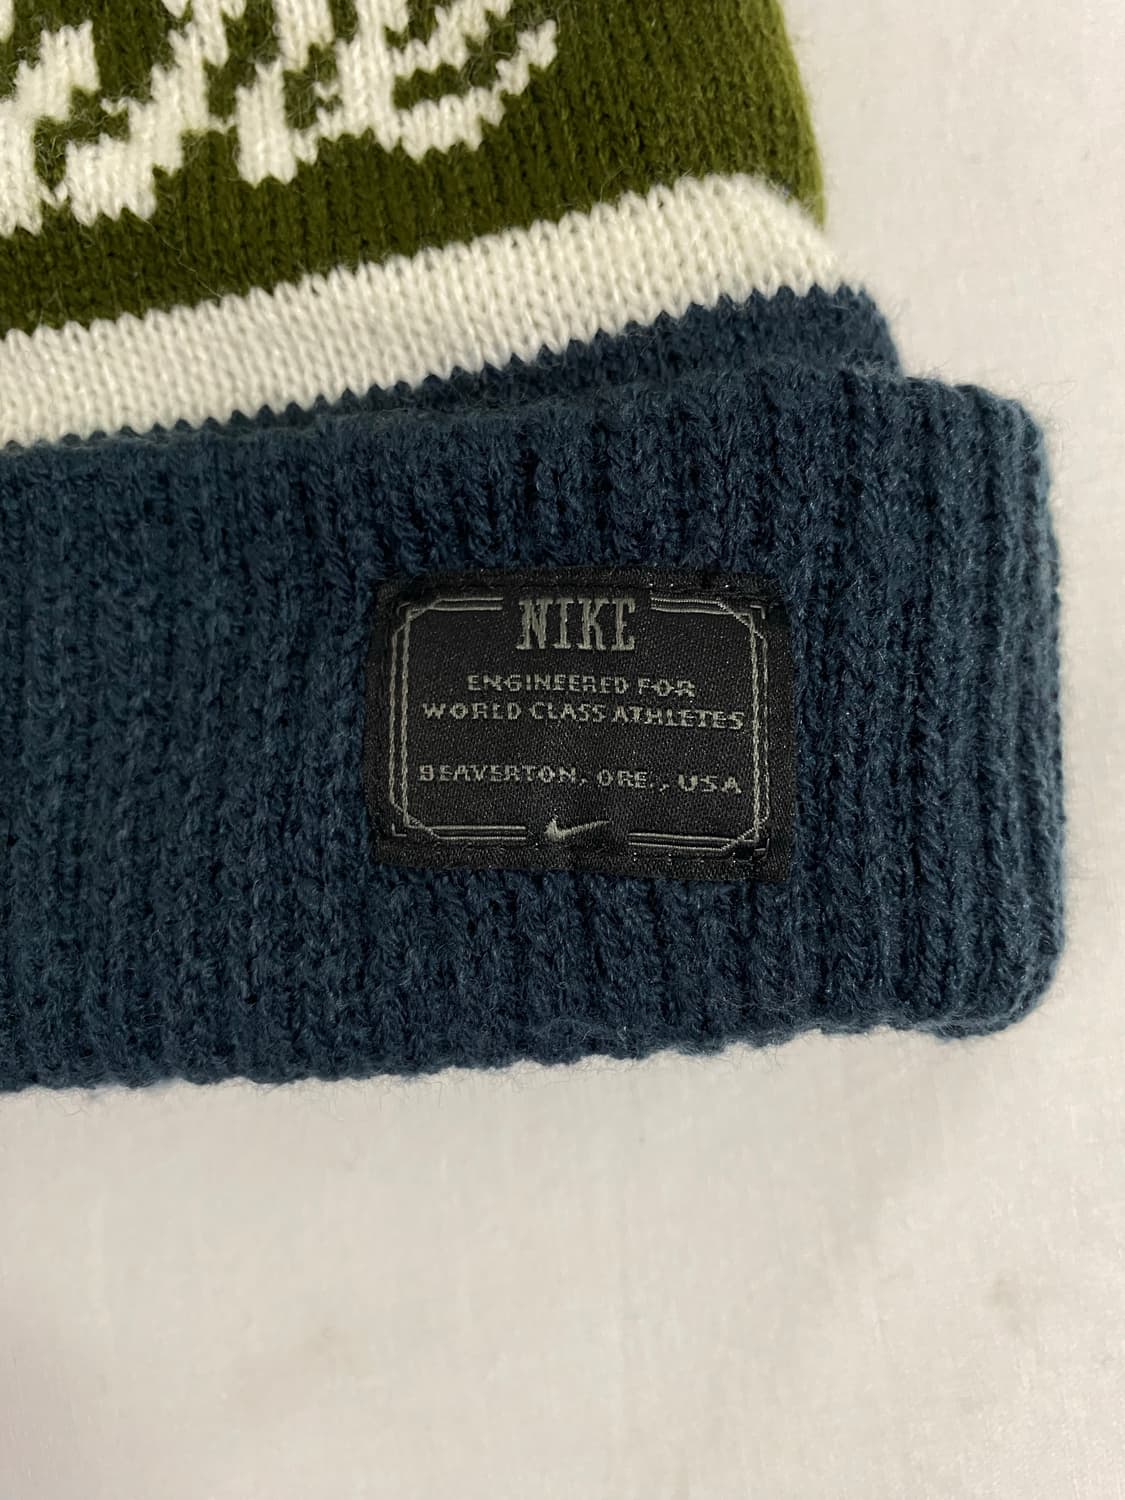 NIKE
ENGINEERED FOR
WORLD CLASS ATHLETES
BEAVERTON, ORE., USA